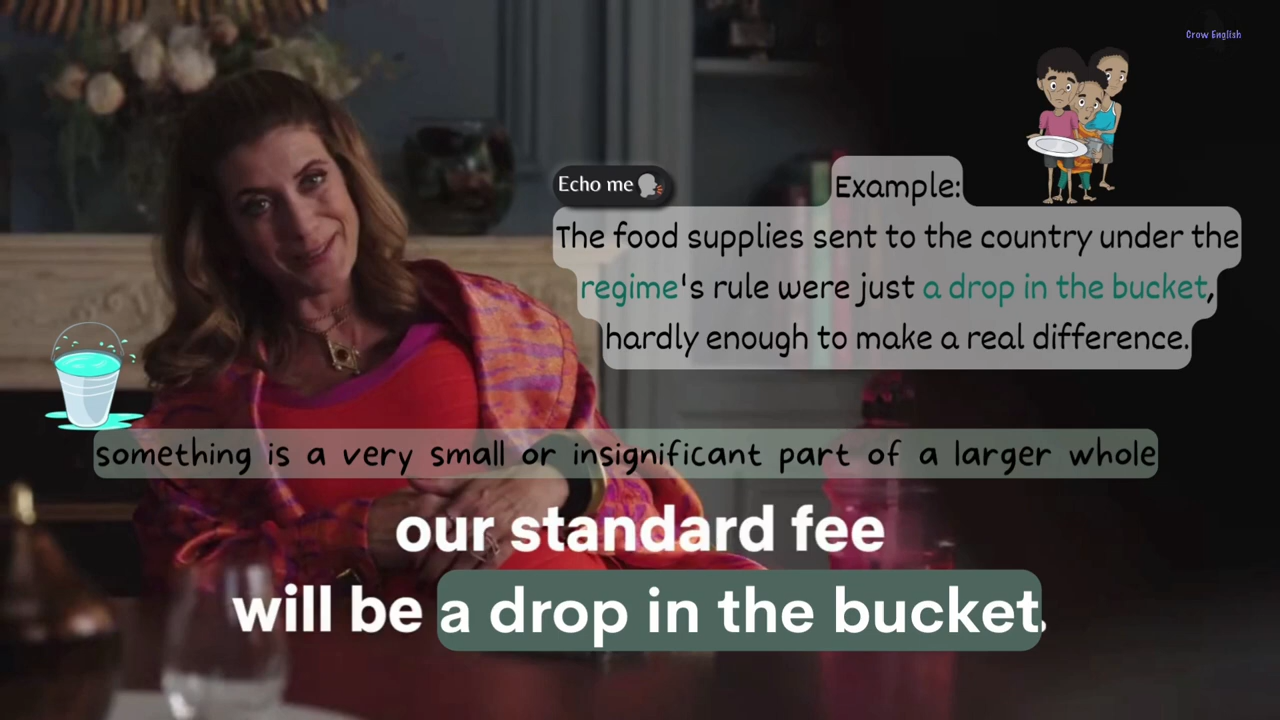 Crow English
Echo me
Example:
The food supplies sent to the country under the
regime's rule were just a drop in the bucket,
hardly enough to make a real difference.
something is a very small or insignificant part of a larger whole
our standard fee
will be a drop in the bucket.